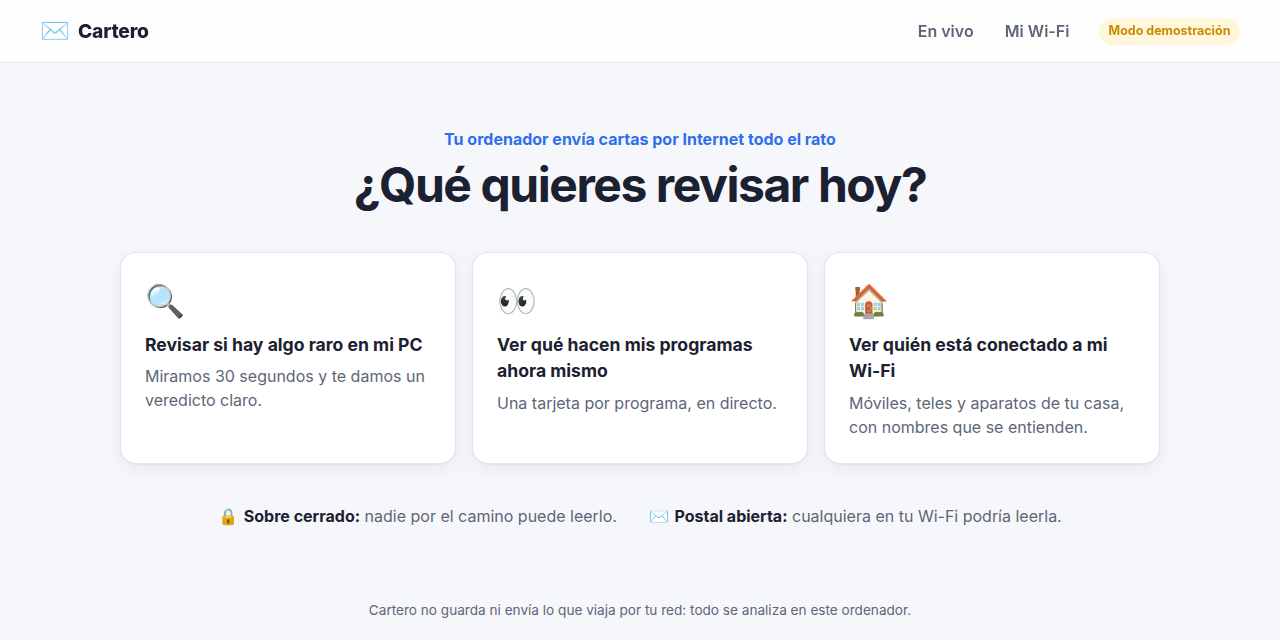 Cartero
En vivo
Mi Wi-Fi
Modo demostración
Tu ordenador envía cartas por Internet todo el rato
¿Qué quieres revisar hoy?
Revisar si hay algo raro en mi PC
Miramos 30 segundos y te damos un
veredicto claro.
Ver qué hacen mis programas
ahora mismo
Una tarjeta por programa, en directo.
Ver quién está conectado a mi
Wi-Fi
Móviles, teles y aparatos de tu casa,
con nombres que se entienden.
Sobre cerrado: nadie por el camino puede leerlo.
Postal abierta: cualquiera en tu Wi-Fi podría leerla.
Cartero no guarda ni envía lo que viaja por tu red: todo se analiza en este ordenador.